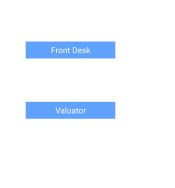 Front Desk
Valuator